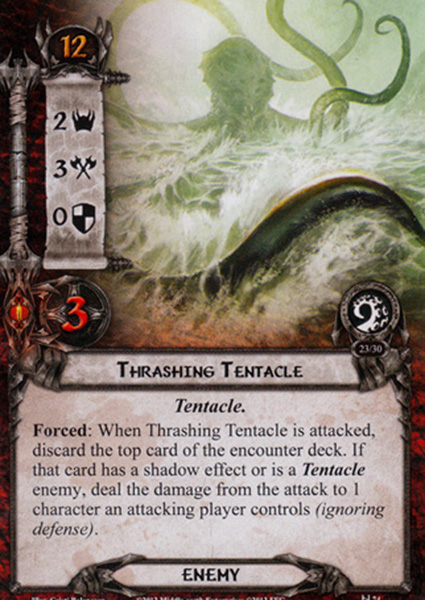 12
2
3
0
3
23/30
THRASHING TENTACLE
Tentacle.
Forced: When Thrashing Tentacle is attacked,
discard the top card of the encounter deck. If
that card has a shadow effect or is a Tentacle
enemy, deal the damage from the attack to 1
character an attacking player controls (ignoring
defense).
ENEMY